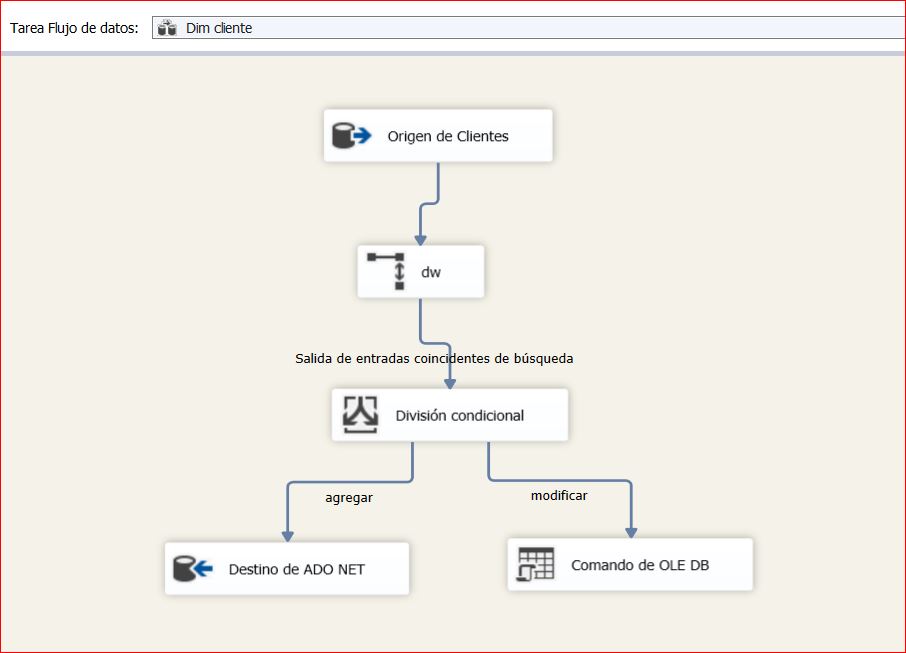 Tarea Flujo de datos: Dim cliente
Origen de Clientes
dw
Salida de entradas coincidentes de búsqueda
División condicional
agregar
modificar
Destino de ADO NET
Comando de OLE DB